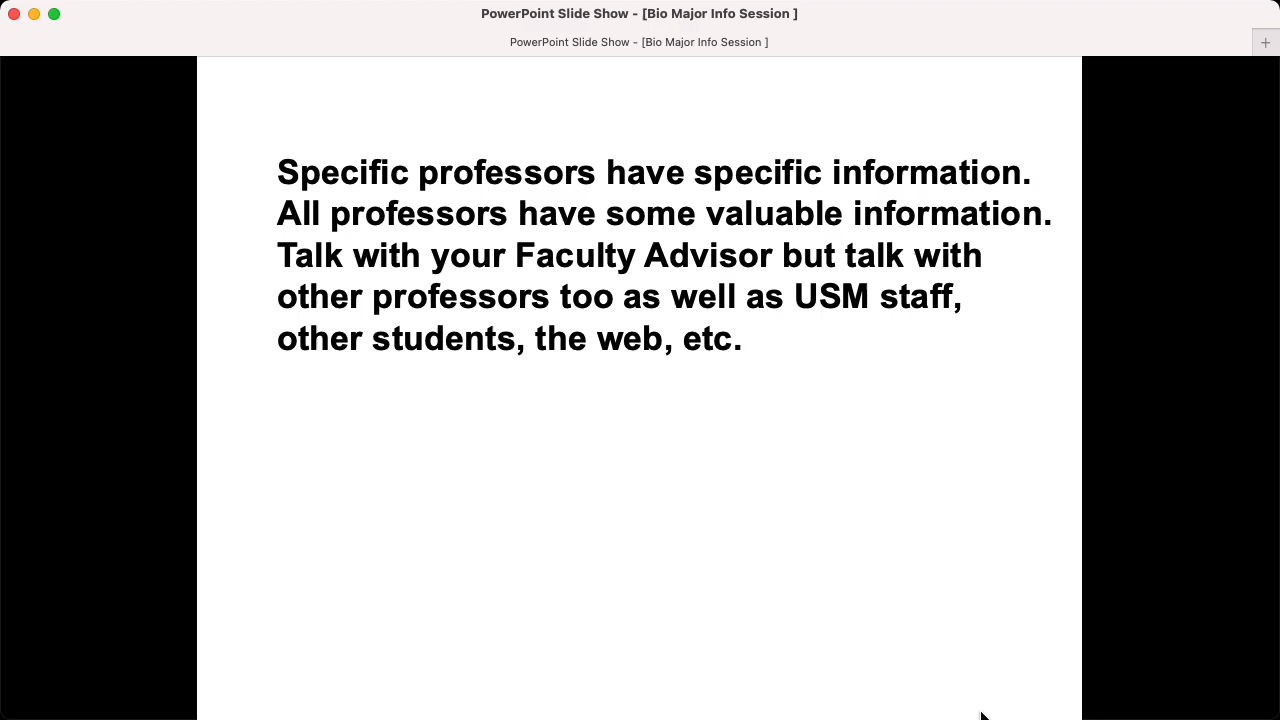 PowerPoint Slide Show - [Bio Major Info Session ]
PowerPoint Slide Show - [Bio Major Info Session ]
Specific professors have specific information.
All professors have some valuable information.
Talk with your Faculty Advisor but talk with
other professors too as well as USM staff,
other students, the web, etc.